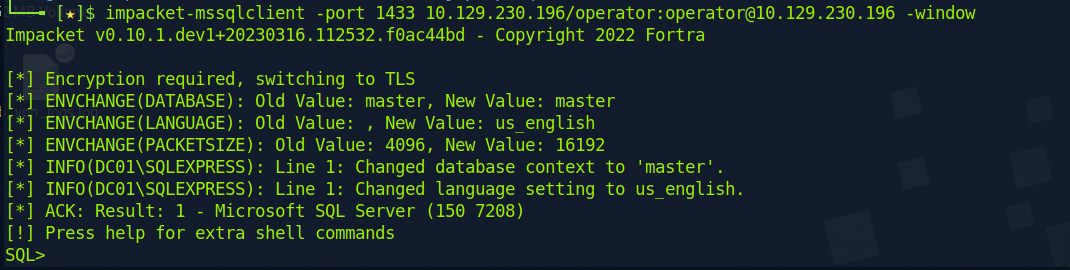 [★]$ impacket-mssqlclient -port 1433 10.129.230.196/operator:operator@10.129.230.196 -window
Impacket v0.10.1.dev1+20230316.112532.f0ac44bd - Copyright 2022 Fortra
[*] Encryption required, switching to TLS
[*] ENVCHANGE(DATABASE): Old Value: master, New Value: master
[*] ENVCHANGE(LANGUAGE): Old Value: , New Value: us_english
[*] ENVCHANGE(PACKETSIZE): Old Value: 4096, New Value: 16192
[*] INFO(DC01\SQLEXPRESS): Line 1: Changed database context to 'master'.
[*] INFO(DC01\SQLEXPRESS): Line 1: Changed language setting to us_english.
[*] ACK: Result: 1 - Microsoft SQL Server (150 7208)
[!] Press help for extra shell commands
SQL>